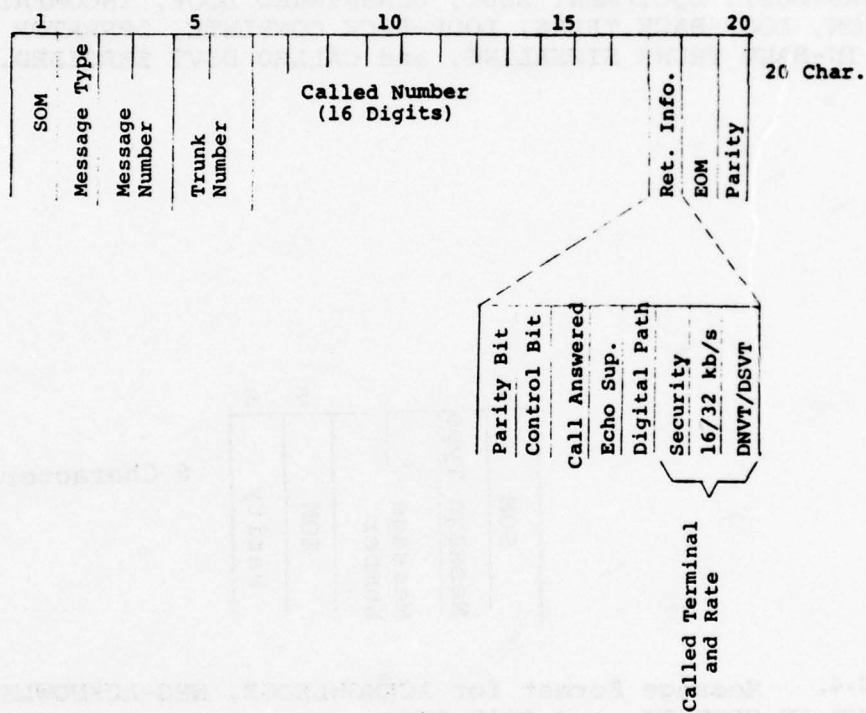 1
5
10
15
20
20 Char.
SOM
Message Type
Message
Number
Trunk
Number
Called Number
(16 Digits)
Ret. Info.
EOM
Parity
Parity Bit
Control Bit
Call Answered
Echo Sup.
Digital Path
Security
16/32 kb/s
DNVT/DSVT
Called Terminal
and Rate